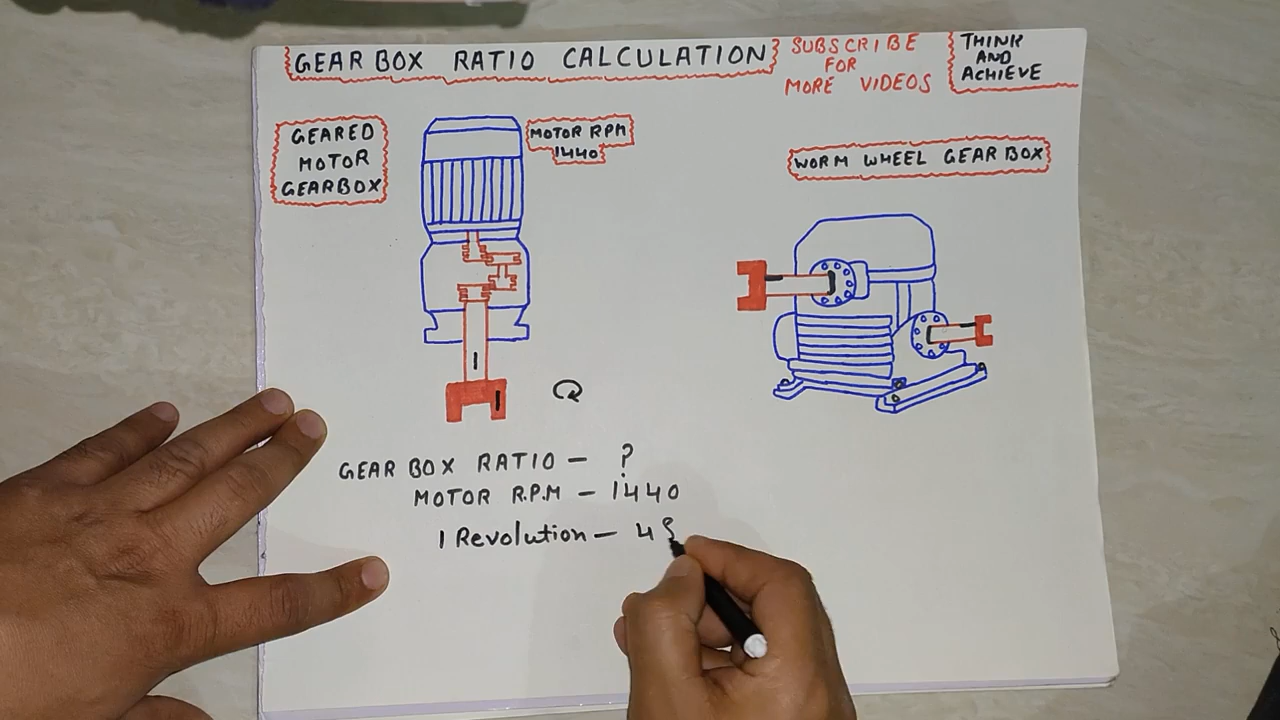 GEAR BOX RATIO CALCULATION
SUBSCRIBE
FOR
MORE VIDEOS
THINK
AND
ACHIEVE
GEARED
MOTOR
GEARBOX
MOTOR RPM
1440
WORM WHEEL GEAR BOX
GEAR BOX RATIO - ?
MOTOR R.P.M - 1440
1 Revolution - 4